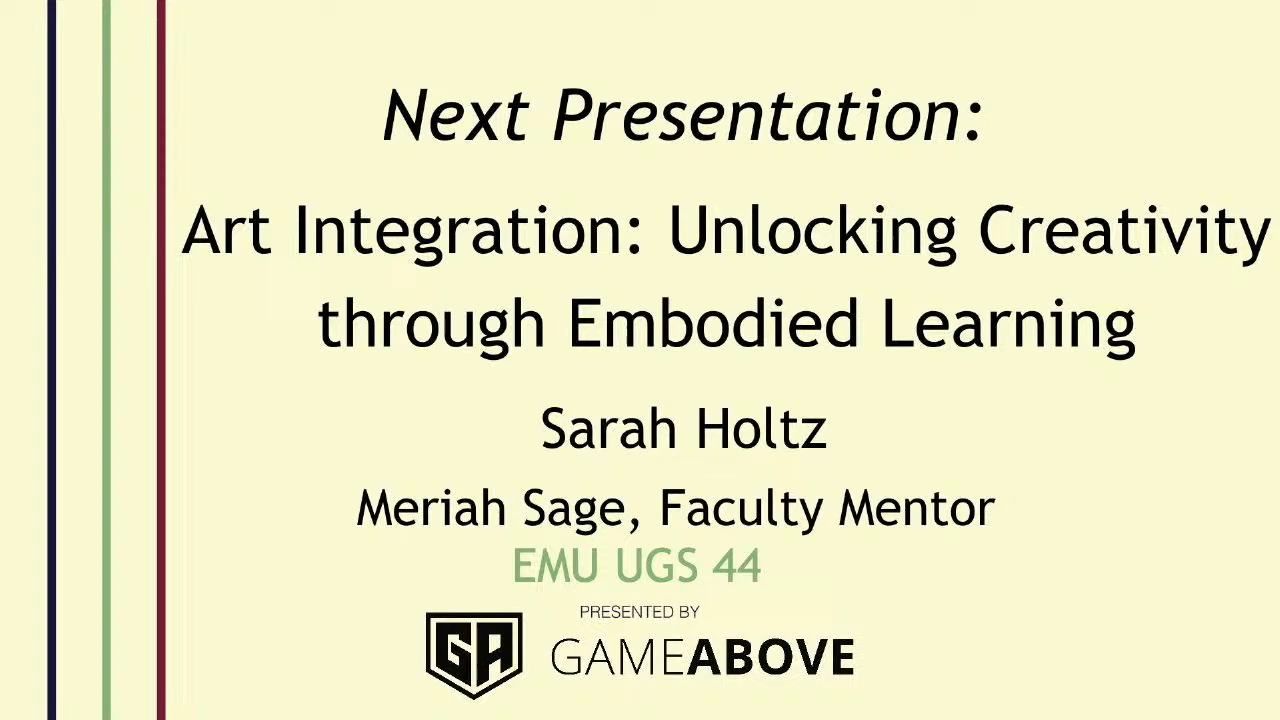 Next Presentation:
Art Integration: Unlocking Creativity
through Embodied Learning
Sarah Holtz
Meriah Sage, Faculty Mentor
EMU UGS 44
PRESENTED BY
GA GAMEABOVE